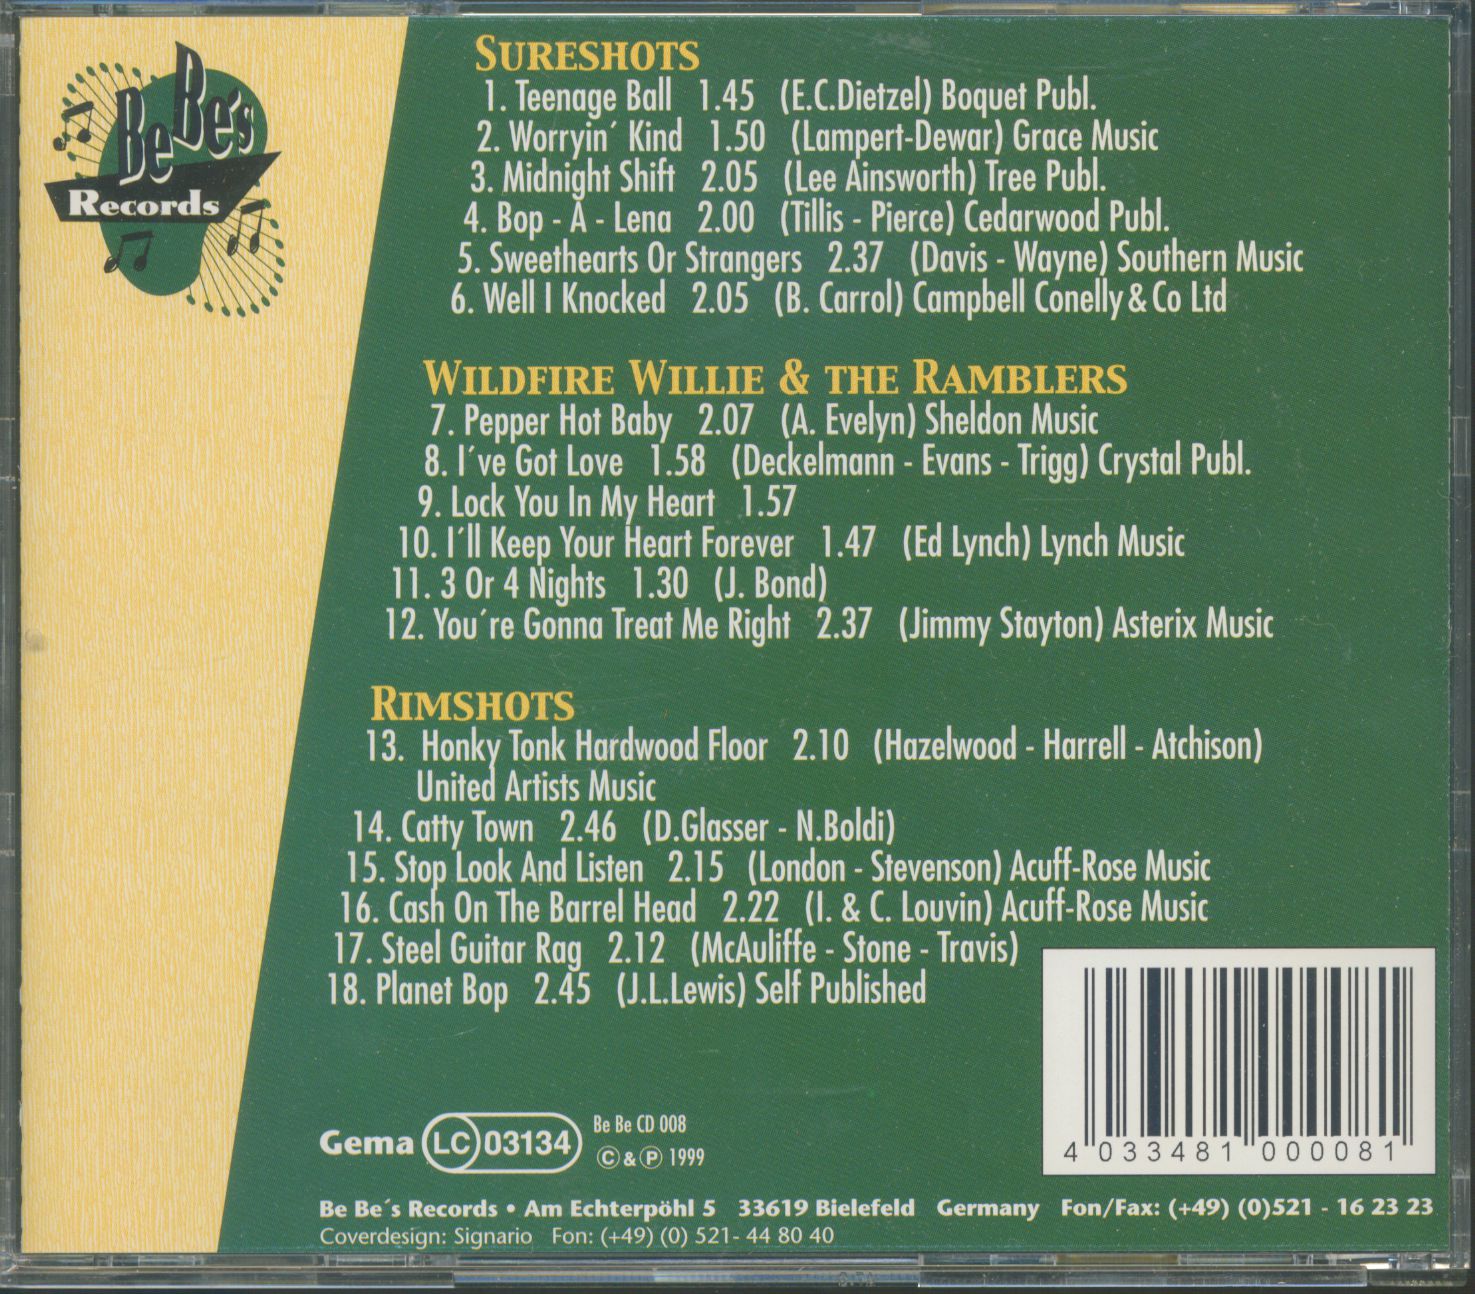 Be Be's
Records
SURESHOTS
1. Teenage Ball 1.45 (E.C.Dietzel) Boquet Publ.
2. Worryin´ Kind 1.50 (Lampert-Dewar) Grace Music
3. Midnight Shift 2.05 (Lee Ainsworth) Tree Publ.
4. Bop - A - Lena 2.00 (Tillis - Pierce) Cedarwood Publ.
5. Sweethearts Or Strangers 2.37 (Davis - Wayne) Southern Music
6. Well I Knocked 2.05 (B. Carrol) Campbell Conelly & Co Ltd
WILDFIRE WILLIE & THE RAMBLERS
7. Pepper Hot Baby 2.07 (A. Evelyn) Sheldon Music
8. I´ve Got Love 1.58 (Deckelmann - Evans - Trigg) Crystal Publ.
9. Lock You In My Heart 1.57
10. I´ll Keep Your Heart Forever 1.47 (Ed Lynch) Lynch Music
11. 3 Or 4 Nights 1.30 (J. Bond)
12. You´re Gonna Treat Me Right 2.37 (Jimmy Stayton) Asterix Music
RIMSHOTS
13. Honky Tonk Hardwood Floor 2.10 (Hazelwood - Harrell - Atchison)
United Artists Music
14. Catty Town 2.46 (D.Glasser - N.Boldi)
15. Stop Look And Listen 2.15 (London - Stevenson) Acuff-Rose Music
16. Cash On The Barrel Head 2.22 (I. & C. Louvin) Acuff-Rose Music
17. Steel Guitar Rag 2.12 (McAuliffe - Stone - Travis)
18. Planet Bop 2.45 (J.L.Lewis) Self Published
Gema LC 03134
Be Be CD 008
© & ℗ 1999
4 033481 000081
Be Be´s Records • Am Echterpöhl 5 33619 Bielefeld Germany Fon/Fax: (+49) (0)521 - 16 23 23
Coverdesign: Signario Fon: (+49) (0) 521- 44 80 40